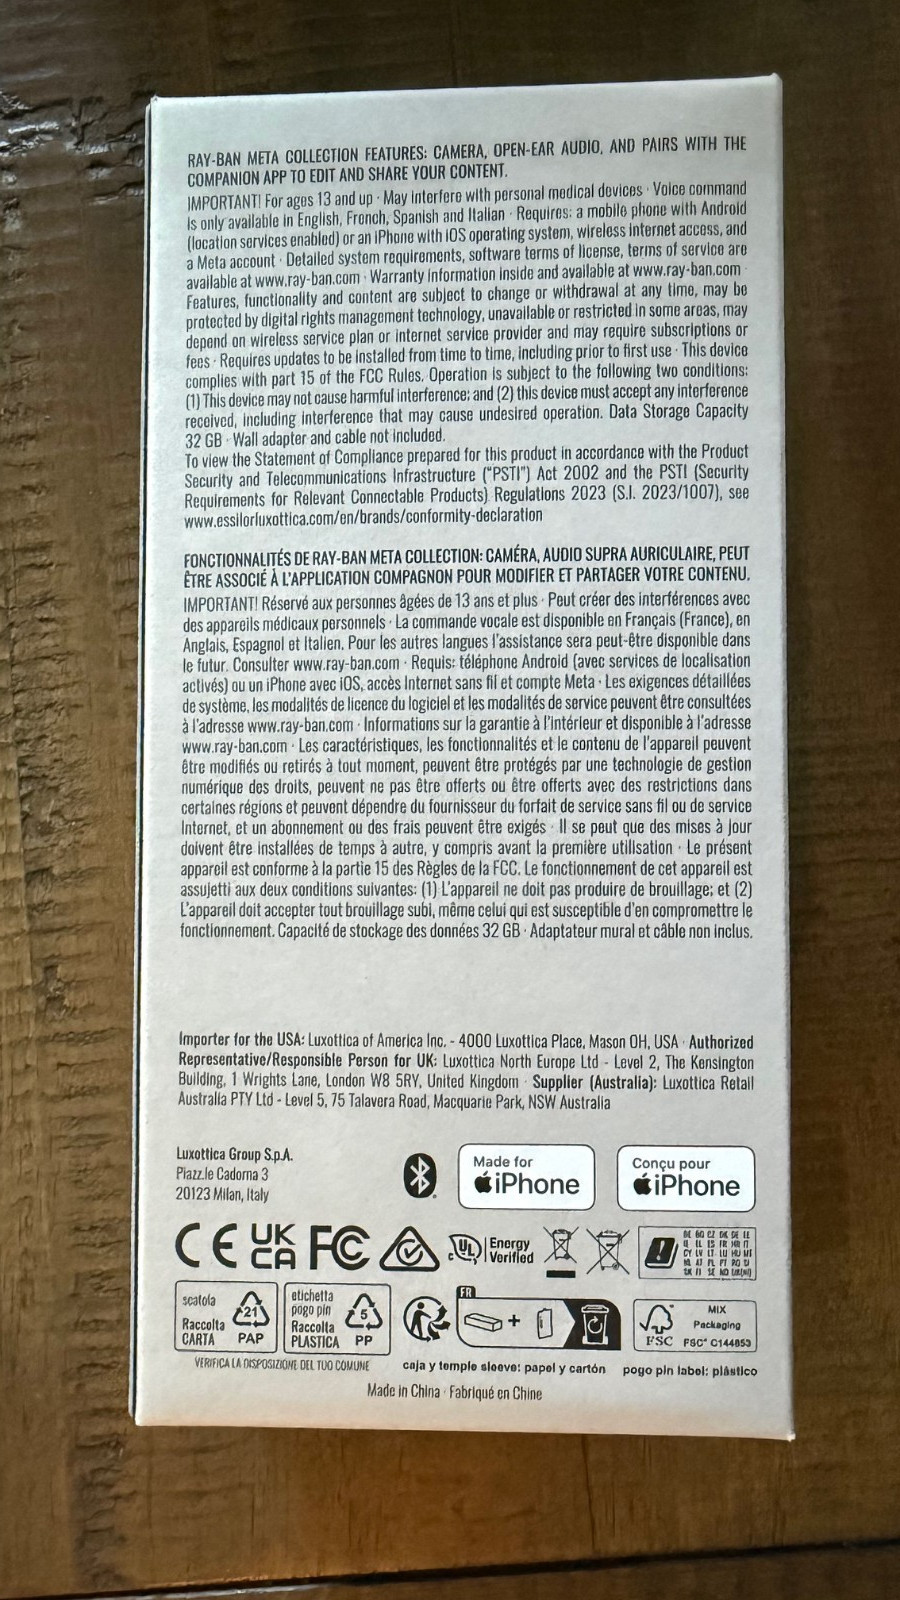 RAY-BAN META COLLECTION FEATURES: CAMERA, OPEN-EAR AUDIO, AND PAIRS WITH THE
COMPANION APP TO EDIT AND SHARE YOUR CONTENT.
IMPORTANT! For ages 13 and up · May interfere with personal medical devices · Voice command
is only available in English, French, Spanish and Italian · Requires: a mobile phone with Android
(location services enabled) or an iPhone with iOS operating system, wireless internet access, and
a Meta account · Detailed system requirements, software terms of license, terms of service are
available at www.ray-ban.com · Warranty information inside and available at www.ray-ban.com ·
Features, functionality and content are subject to change or withdrawal at any time, may be
protected by digital rights management technology, unavailable or restricted in some areas, may
depend on wireless service plan or internet service provider and may require subscriptions or
fees · Requires updates to be installed from time to time, including prior to first use · This device
complies with part 15 of the FCC Rules. Operation is subject to the following two conditions:
(1) This device may not cause harmful interference; and (2) this device must accept any interference
received, including interference that may cause undesired operation. Data Storage Capacity
32 GB · Wall adapter and cable not included.
To view the Statement of Compliance prepared for this product in accordance with the Product
Security and Telecommunications Infrastructure ("PSTI") Act 2002 and the PSTI (Security
Requirements for Relevant Connectable Products) Regulations 2023 (S.I. 2023/1007), see
www.essilorluxottica.com/en/brands/conformity-declaration
FONCTIONNALITÉS DE RAY-BAN META COLLECTION: CAMÉRA, AUDIO SUPRA AURICULAIRE, PEUT
ÊTRE ASSOCIÉ À L'APPLICATION COMPAGNON POUR MODIFIER ET PARTAGER VOTRE CONTENU.
IMPORTANT! Réservé aux personnes âgées de 13 ans et plus · Peut créer des interférences avec
des appareils médicaux personnels · La commande vocale est disponible en Français (France), en
Anglais, Espagnol et Italien. Pour les autres langues l'assistance sera peut-être disponible dans
le futur. Consulter www.ray-ban.com · Requis: téléphone Android (avec services de localisation
activés) ou un iPhone avec iOS, accès Internet sans fil et compte Meta · Les exigences détaillées
de système, les modalités de licence du logiciel et les modalités de service peuvent être consultées
à l'adresse www.ray-ban.com · Informations sur la garantie à l'intérieur et disponible à l'adresse
www.ray-ban.com · Les caractéristiques, les fonctionnalités et le contenu de l'appareil peuvent
être modifiés ou retirés à tout moment, peuvent être protégés par une technologie de gestion
numérique des droits, peuvent ne pas être offerts ou être offerts avec des restrictions dans
certaines régions et peuvent dépendre du fournisseur du forfait de service sans fil ou de service
Internet, et un abonnement ou des frais peuvent être exigés · Il se peut que des mises à jour
doivent être installées de temps à autre, y compris avant la première utilisation · Le présent
appareil est conforme à la partie 15 des Règles de la FCC. Le fonctionnement de cet appareil est
assujetti aux deux conditions suivantes: (1) L'appareil ne doit pas produire de brouillage; et (2)
L'appareil doit accepter tout brouillage subi, même celui qui est susceptible d'en compromettre le
fonctionnement. Capacité de stockage des données 32 GB · Adaptateur mural et câble non inclus.
Importer for the USA: Luxottica of America Inc. - 4000 Luxottica Place, Mason OH, USA · Authorized
Representative/Responsible Person for UK: Luxottica North Europe Ltd - Level 2, The Kensington
Building, 1 Wrights Lane, London W8 5RY, United Kingdom · Supplier (Australia): Luxottica Retail
Australia PTY Ltd - Level 5, 75 Talavera Road, Macquarie Park, NSW Australia
Luxottica Group S.p.A.
Piazz.le Cadorna 3
20123 Milan, Italy
Made for
iPhone
Conçu pour
iPhone
CE UK CA FC
UL Energy Verified
scatola
Raccolta
CARTA
21
PAP
etichetta
pogo pin
Raccolta
PLASTICA
5
PP
FR
+
FSC
MIX
Packaging
FSC® C144853
VERIFICA LA DISPOSIZIONE DEL TUO COMUNE
caja y temple sleeve: papel y cartón
pogo pin label: plástico
Made in China · Fabriqué en Chine